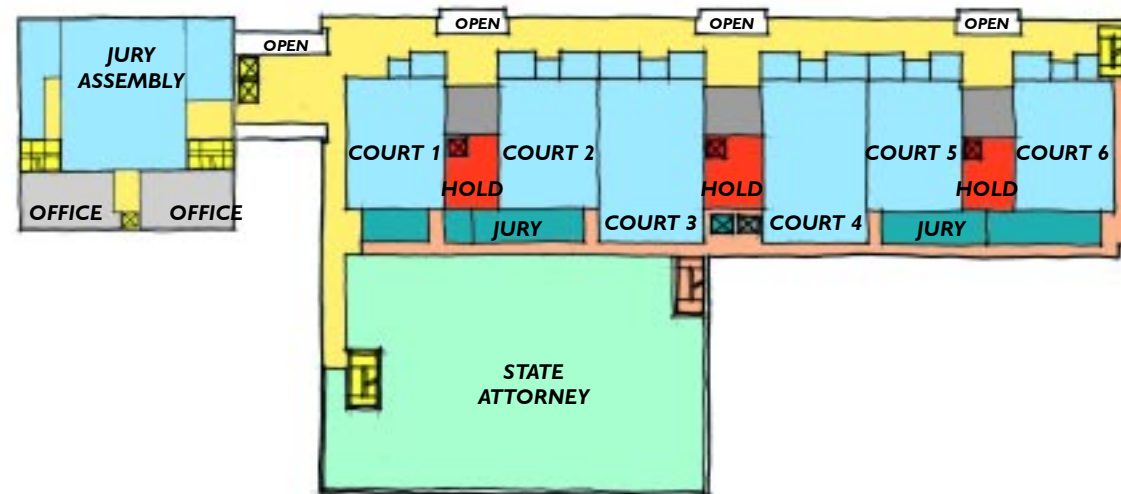 OPEN
OPEN
OPEN
OPEN
JURY
ASSEMBLY
COURT 1
COURT 2
COURT 5
COURT 6
HOLD
HOLD
HOLD
OFFICE
OFFICE
JURY
COURT 3
COURT 4
JURY
STATE
ATTORNEY